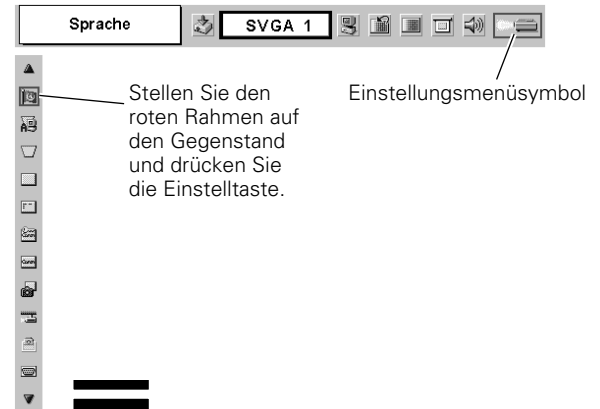 Sprache
SVGA 1
Stellen Sie den
roten Rahmen auf
den Gegenstand
und drücken Sie
die Einstelltaste.
Einstellungsmenüsymbol